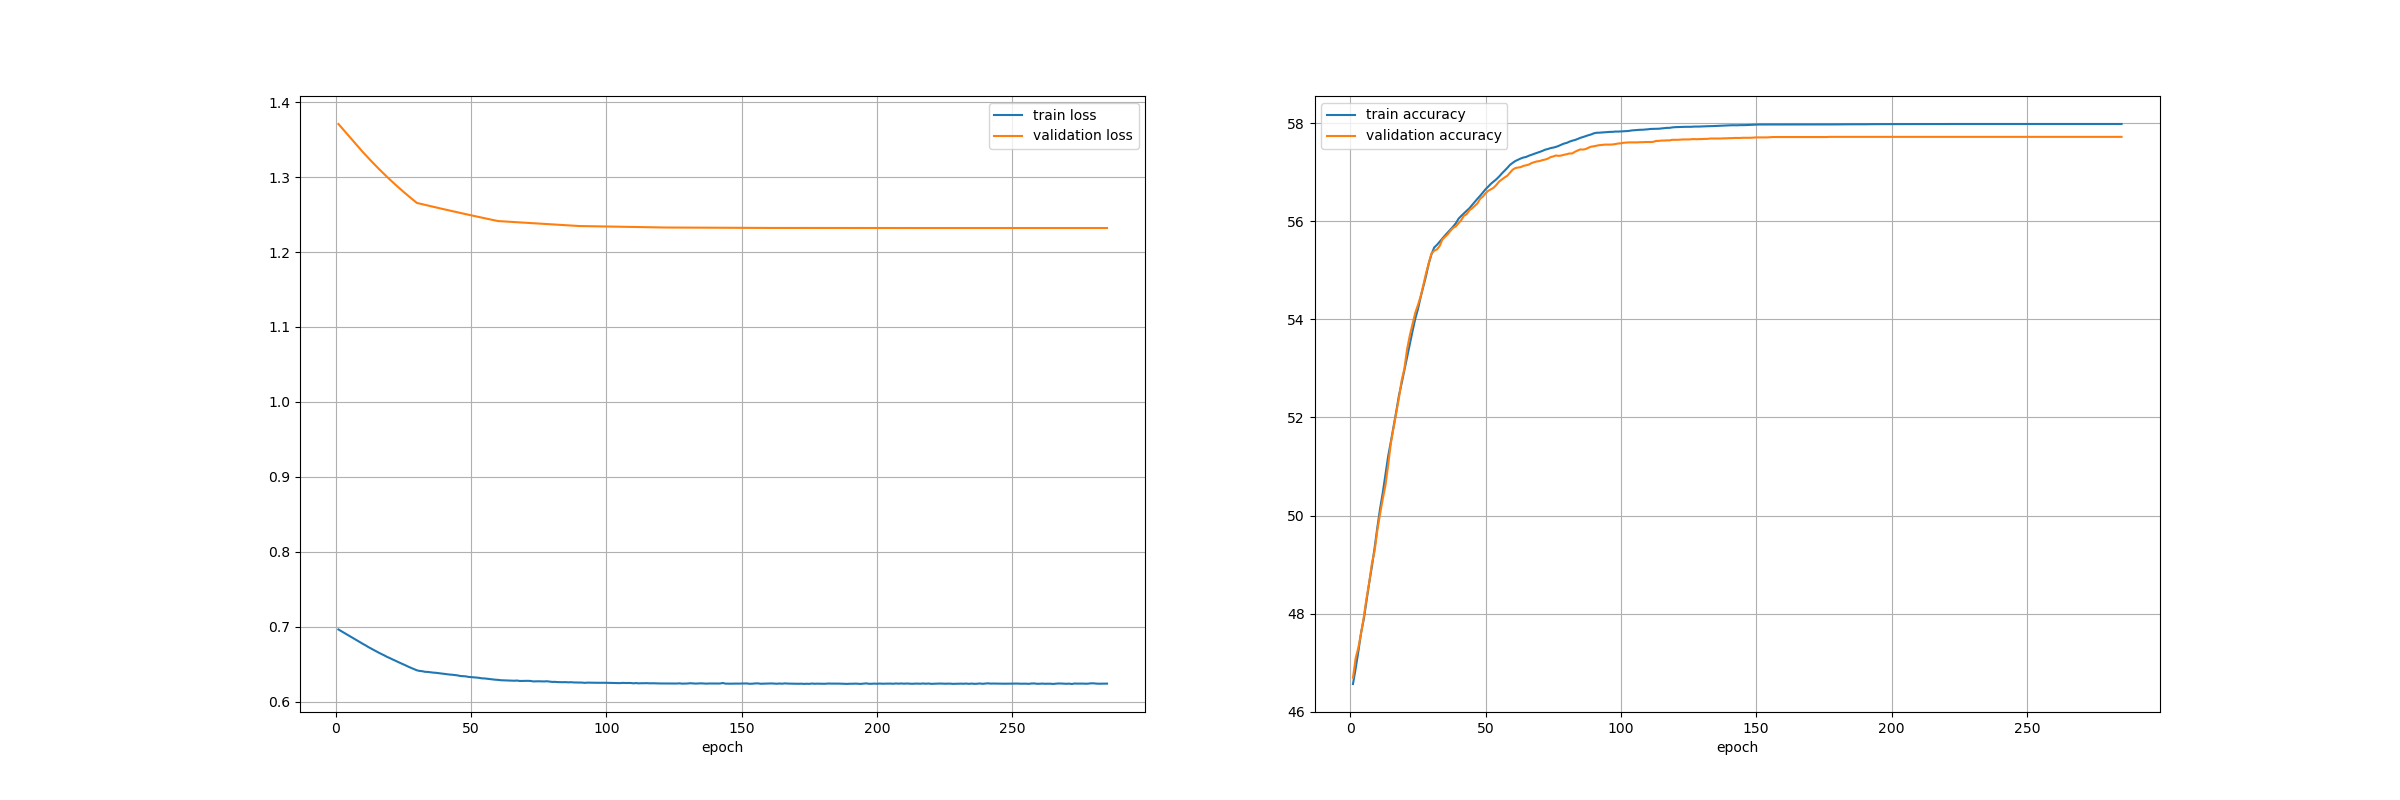 1.4
1.3
1.2
1.1
1.0
0.9
0.8
0.7
0.6
0 50 100 150 200 250
epoch
train loss
validation loss
58
56
54
52
50
48
46
0 50 100 150 200 250
epoch
train accuracy
validation accuracy